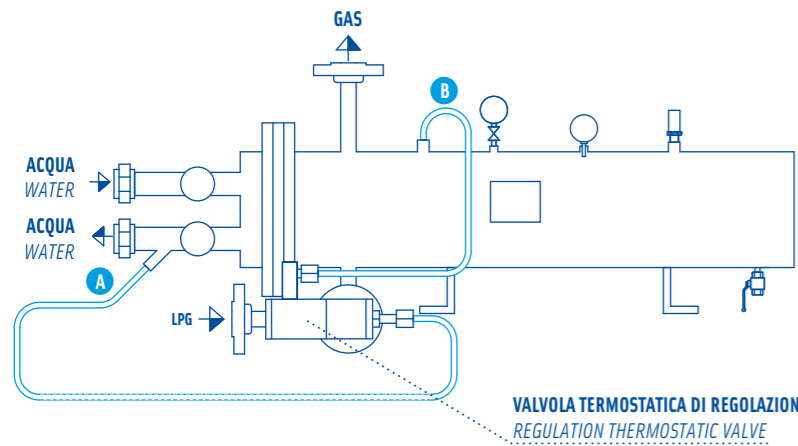 GAS
B
ACQUA
WATER
ACQUA
WATER
A
LPG
VALVOLA TERMOSTATICA DI REGOLAZION
REGULATION THERMOSTATIC VALVE